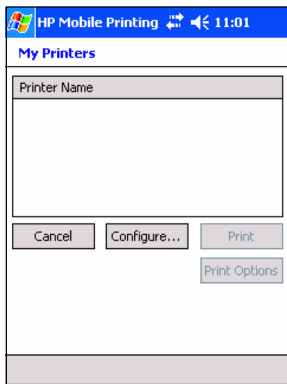 HP Mobile Printing 11:01
My Printers
Printer Name
Cancel Configure... Print
Print Options